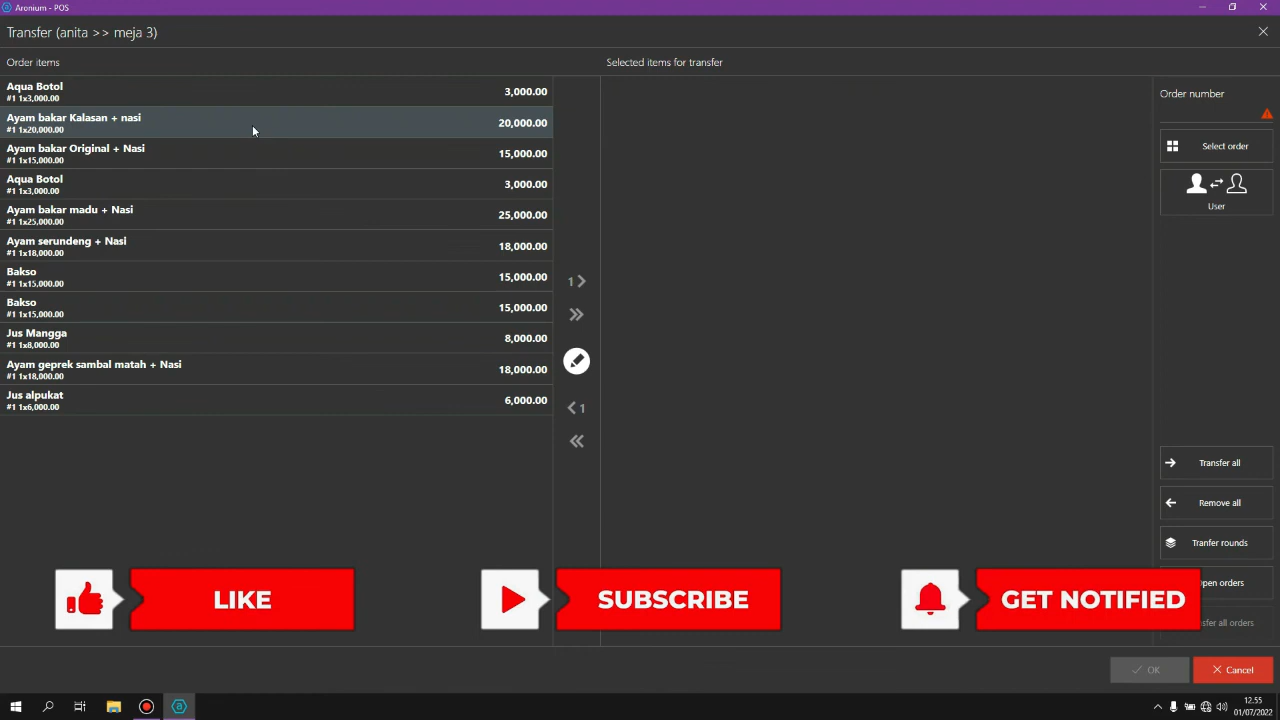 Aronium - POS
Transfer (anita >> meja 3)
Order items
Selected items for transfer
Aqua Botol
#1 1x3,000.00
3,000.00
Ayam bakar Kalasan + nasi
#1 1x20,000.00
20,000.00
Ayam bakar Original + Nasi
#1 1x15,000.00
15,000.00
Aqua Botol
#1 1x3,000.00
3,000.00
Ayam bakar madu + Nasi
#1 1x25,000.00
25,000.00
Ayam serundeng + Nasi
#1 1x18,000.00
18,000.00
Bakso
#1 1x15,000.00
15,000.00
Bakso
#1 1x15,000.00
15,000.00
Jus Mangga
#1 1x8,000.00
8,000.00
Ayam geprek sambal matah + Nasi
#1 1x18,000.00
18,000.00
Jus alpukat
#1 1x6,000.00
6,000.00
1
1
Order number
Select order
User
Transfer all
Remove all
Tranfer rounds
open orders
all orders
LIKE
SUBSCRIBE
GET NOTIFIED
OK
Cancel
12.55
01/07/2022